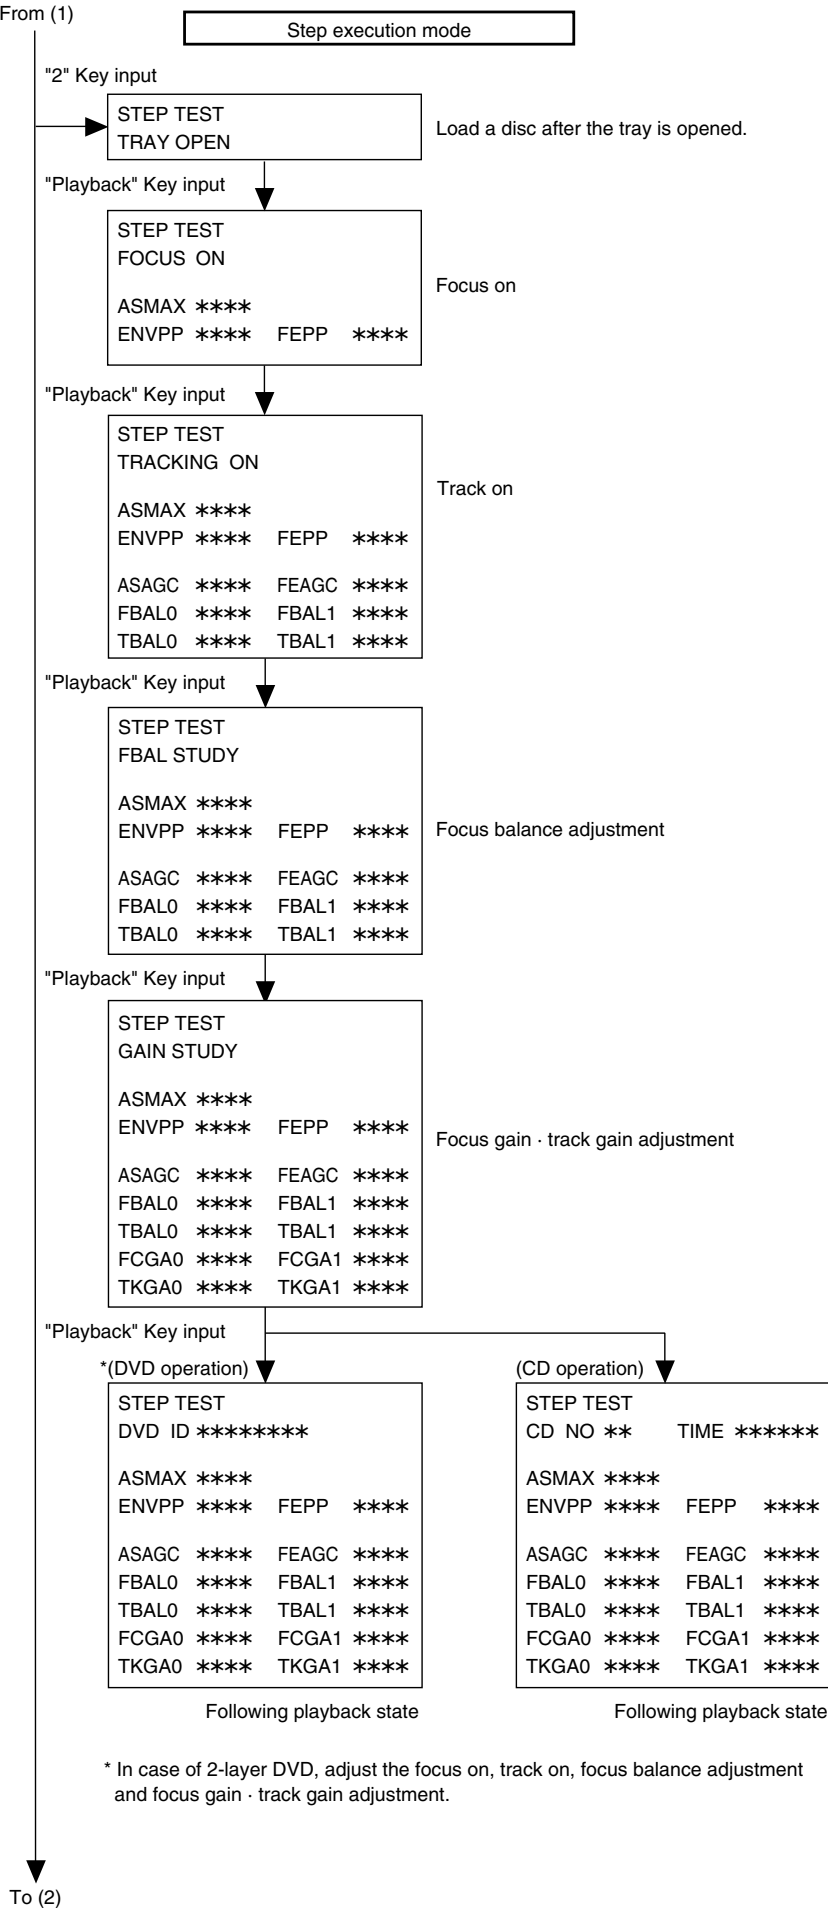 From (1)
Step execution mode
"2" Key input
STEP TEST
TRAY OPEN
Load a disc after the tray is opened.
"Playback" Key input
STEP TEST
FOCUS ON
ASMAX ****
ENVPP **** FEPP ****
Focus on
"Playback" Key input
STEP TEST
TRACKING ON
ASMAX ****
ENVPP **** FEPP ****
ASAGC **** FEAGC ****
FBAL0 **** FBAL1 ****
TBAL0 **** TBAL1 ****
Track on
"Playback" Key input
STEP TEST
FBAL STUDY
ASMAX ****
ENVPP **** FEPP ****
ASAGC **** FEAGC ****
FBAL0 **** FBAL1 ****
TBAL0 **** TBAL1 ****
Focus balance adjustment
"Playback" Key input
STEP TEST
GAIN STUDY
ASMAX ****
ENVPP **** FEPP ****
ASAGC **** FEAGC ****
FBAL0 **** FBAL1 ****
TBAL0 **** TBAL1 ****
FCGA0 **** FCGA1 ****
TKGA0 **** TKGA1 ****
Focus gain · track gain adjustment
"Playback" Key input
*(DVD operation)
STEP TEST
DVD ID ********
ASMAX ****
ENVPP **** FEPP ****
ASAGC **** FEAGC ****
FBAL0 **** FBAL1 ****
TBAL0 **** TBAL1 ****
FCGA0 **** FCGA1 ****
TKGA0 **** TKGA1 ****
Following playback state
(CD operation)
STEP TEST
CD NO ** TIME ******
ASMAX ****
ENVPP **** FEPP ****
ASAGC **** FEAGC ****
FBAL0 **** FBAL1 ****
TBAL0 **** TBAL1 ****
FCGA0 **** FCGA1 ****
TKGA0 **** TKGA1 ****
Following playback state
* In case of 2-layer DVD, adjust the focus on, track on, focus balance adjustment
and focus gain · track gain adjustment.
To (2)